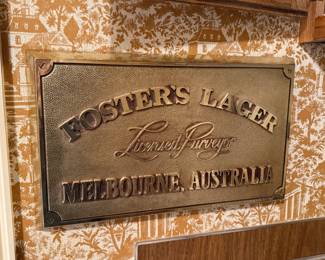 FOSTER'S LAGER
Licensed Purveyor
MELBOURNE, AUSTRALIA